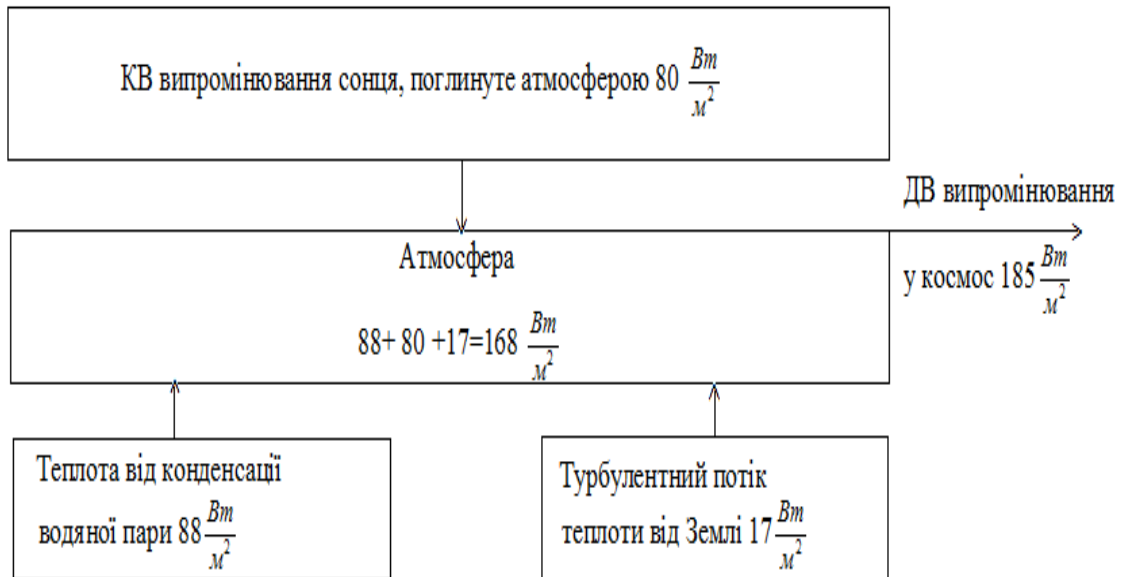 КВ випромінювання сонця, поглинуте атмосферою 80 Вт/м²
ДВ випромінювання
у космос 185 Вт/м²
Атмосфера
88+ 80 +17=168 Вт/м²
Теплота від конденсації
водяної пари 88 Вт/м²
Турбулентний потік
теплоти від Землі 17 Вт/м²